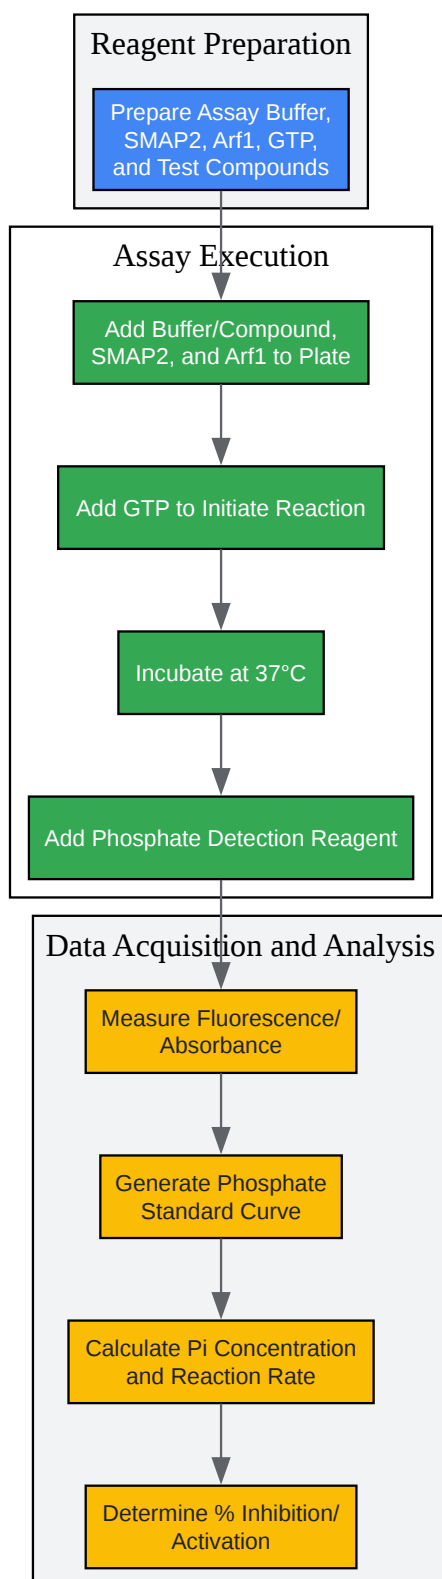 Reagent Preparation
Prepare Assay Buffer,
SMAP2, Arf1, GTP,
and Test Compounds
Assay Execution
Add Buffer/Compound,
SMAP2, and Arf1 to Plate
Add GTP to Initiate Reaction
Incubate at 37°C
Add Phosphate Detection Reagent
Data Acquisition and Analysis
Measure Fluorescence/
Absorbance
Generate Phosphate
Standard Curve
Calculate Pi Concentration
and Reaction Rate
Determine % Inhibition/
Activation